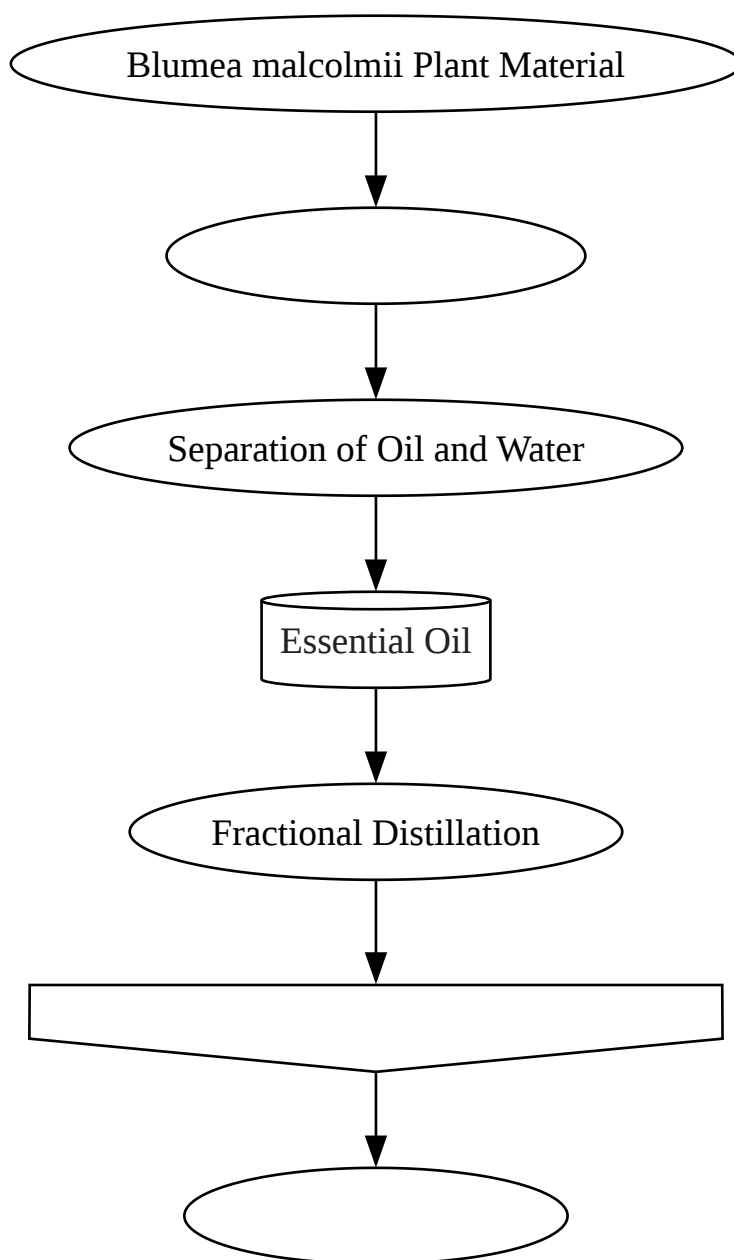 Blumea malcolmii Plant Material
Separation of Oil and Water
Essential Oil
Fractional Distillation